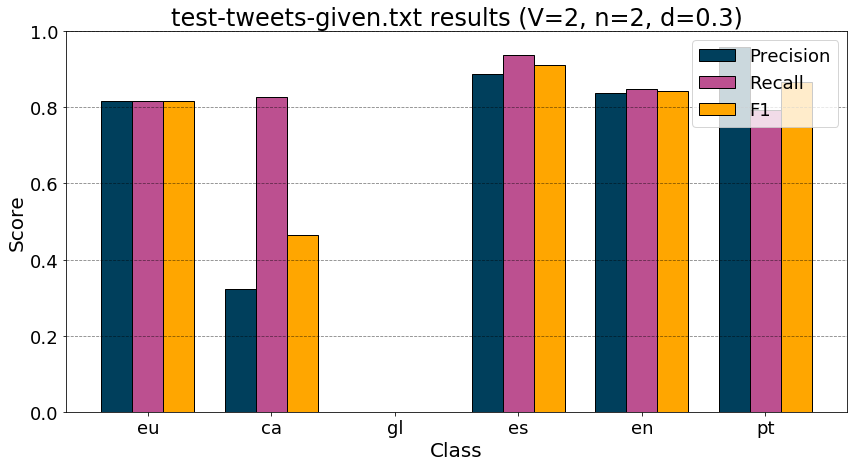 test-tweets-given.txt results (V=2, n=2, d=0.3)
Precision
Recall
F1
1.0
0.8
0.6
0.4
0.2
0.0
Score
eu ca gl es en pt
Class